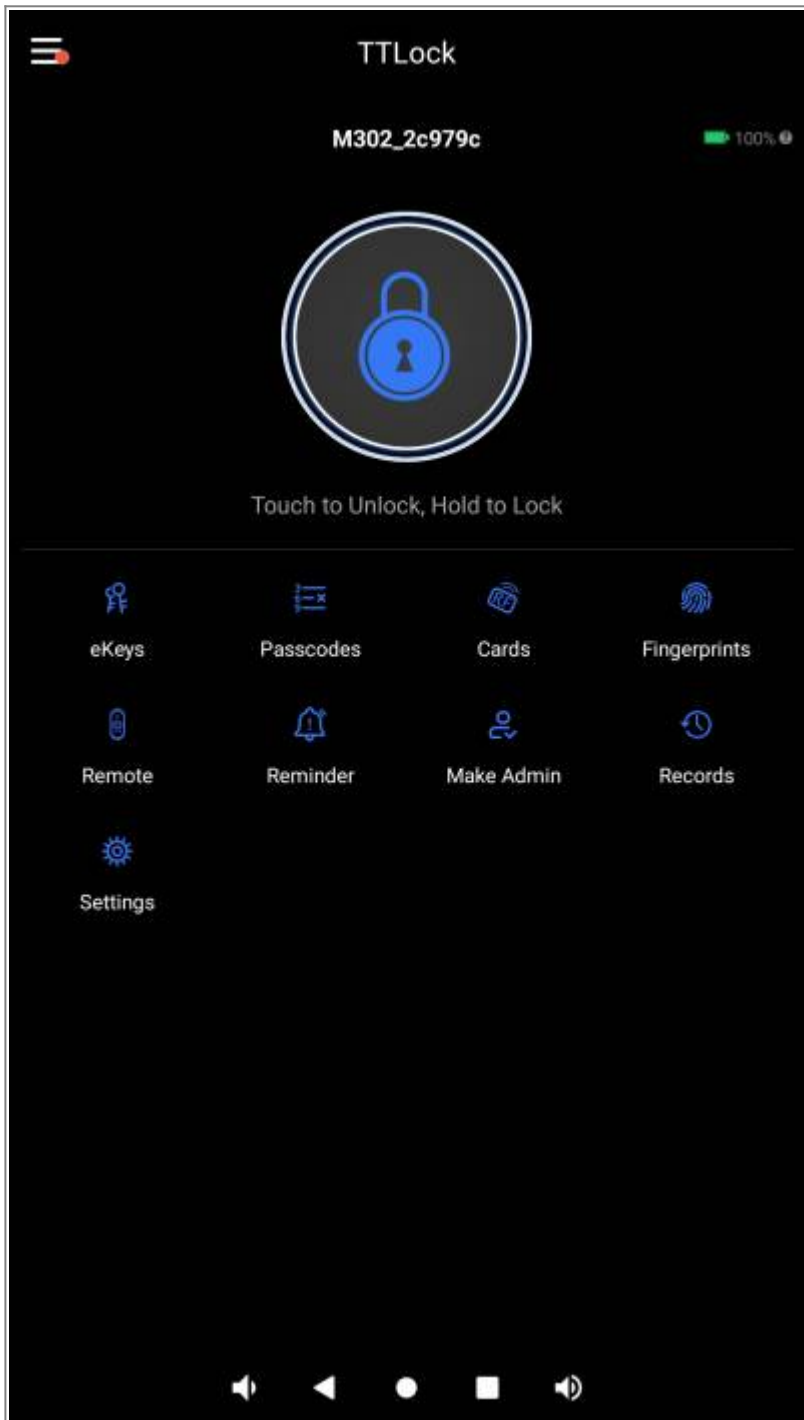 TTLock
M302_2c979c
100%
Touch to Unlock, Hold to Lock
eKeys Passcodes Cards Fingerprints
Remote Reminder Make Admin Records
Settings